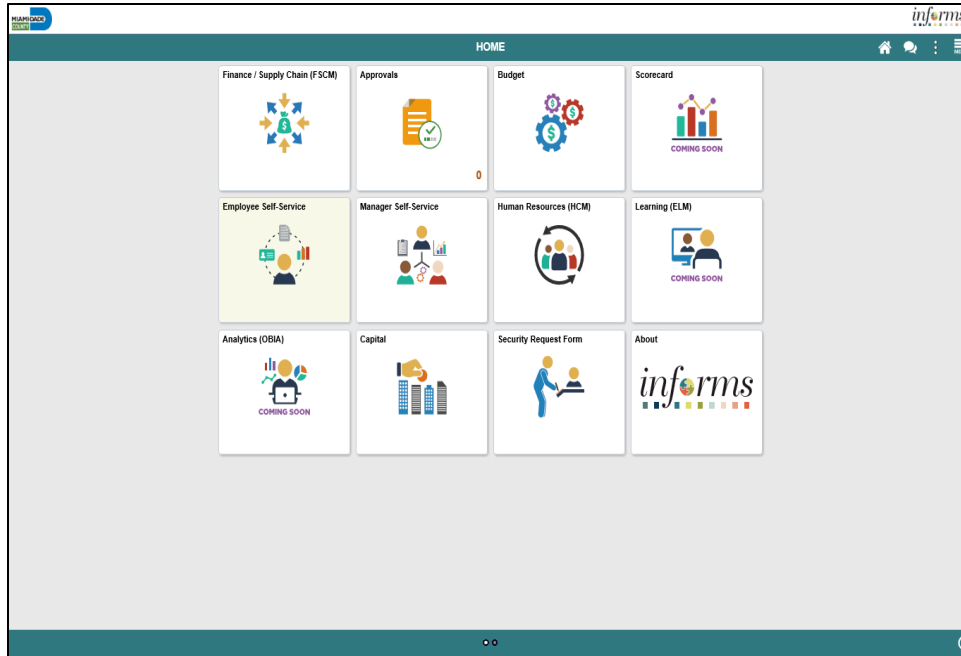 MIAMI-DADE
COUNTY
informs
HOME
Finance / Supply Chain (FSCM)
Approvals
Budget
Scorecard
COMING SOON
0
Employee Self-Service
Manager Self-Service
Human Resources (HCM)
Learning (ELM)
COMING SOON
Analytics (OBIA)
Capital
Security Request Form
About
COMING SOON
informs